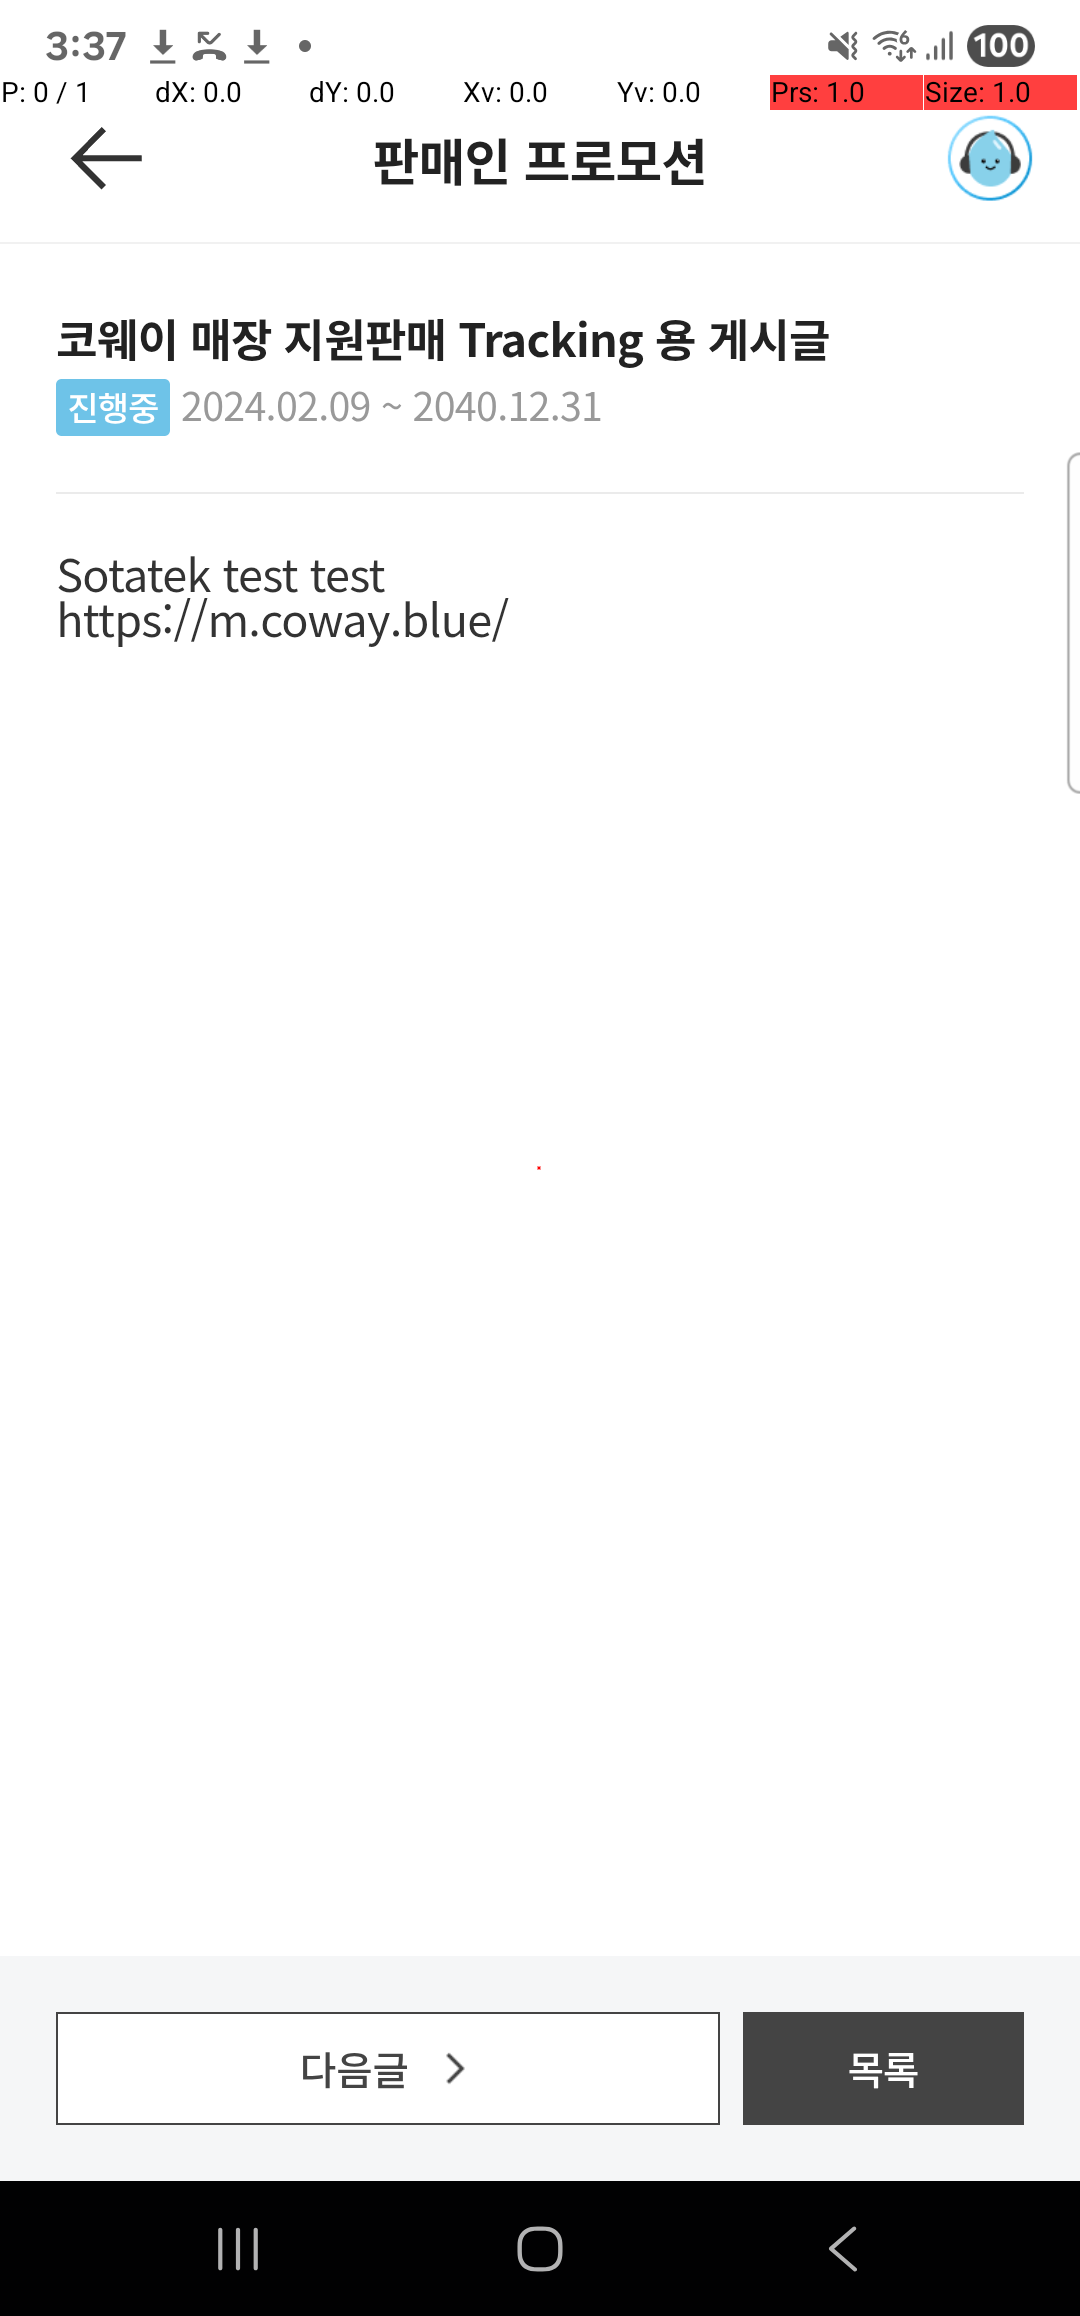 3:37
6
100
P: 0 / 1 dX: 0.0 dY: 0.0 Xv: 0.0 Yv: 0.0 Prs: 1.0 Size: 1.0
판매인 프로모션
코웨이 매장 지원판매 Tracking 용 게시글
진행중 2024.02.09 ~ 2040.12.31
Sotatek test test
https://m.coway.blue/
다음글
목록